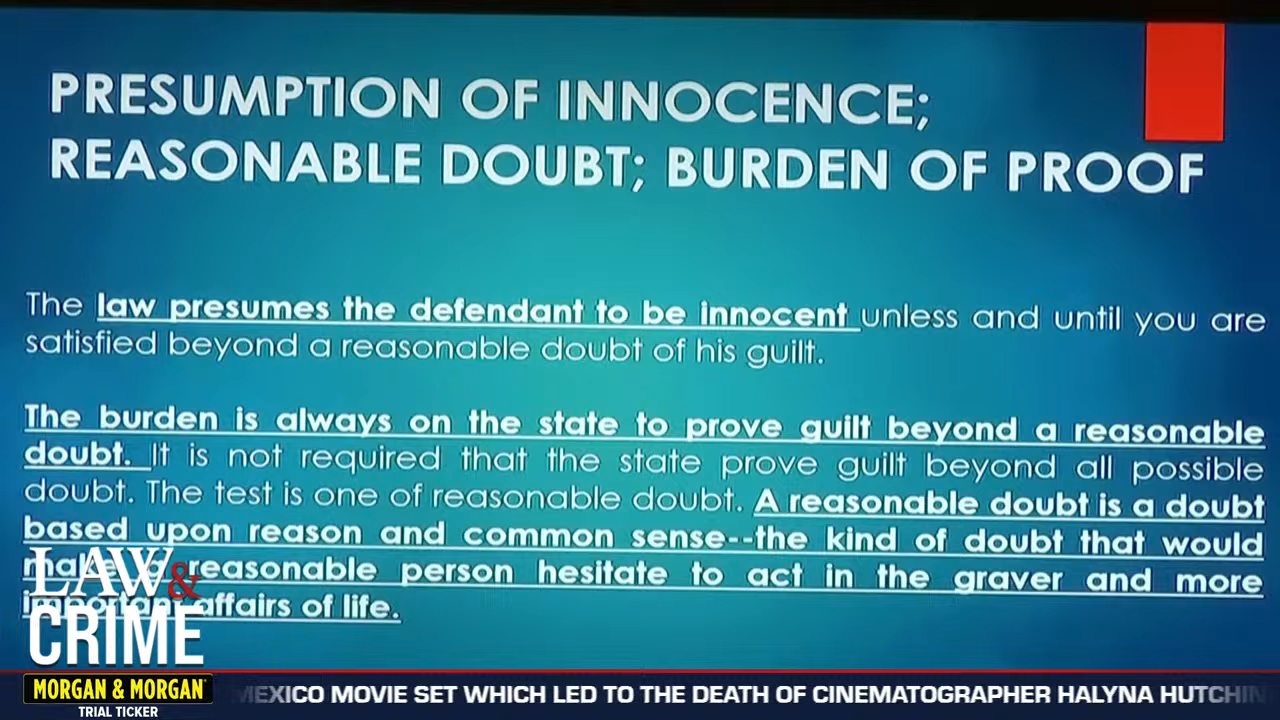 PRESUMPTION OF INNOCENCE;
REASONABLE DOUBT; BURDEN OF PROOF
The law presumes the defendant to be innocent unless and until you are
satisfied beyond a reasonable doubt of his guilt.
The burden is always on the state to prove guilt beyond a reasonable
doubt. It is not required that the state prove guilt beyond all possible
doubt. The test is one of reasonable doubt. A reasonable doubt is a doubt
based upon reason and common sense--the kind of doubt that would
make a reasonable person hesitate to act in the graver and more
important affairs of life.
LAW&
CRIME
MORGAN & MORGAN
TRIAL TICKER
MEXICO MOVIE SET WHICH LED TO THE DEATH OF CINEMATOGRAPHER HALYNA HUTCHIN